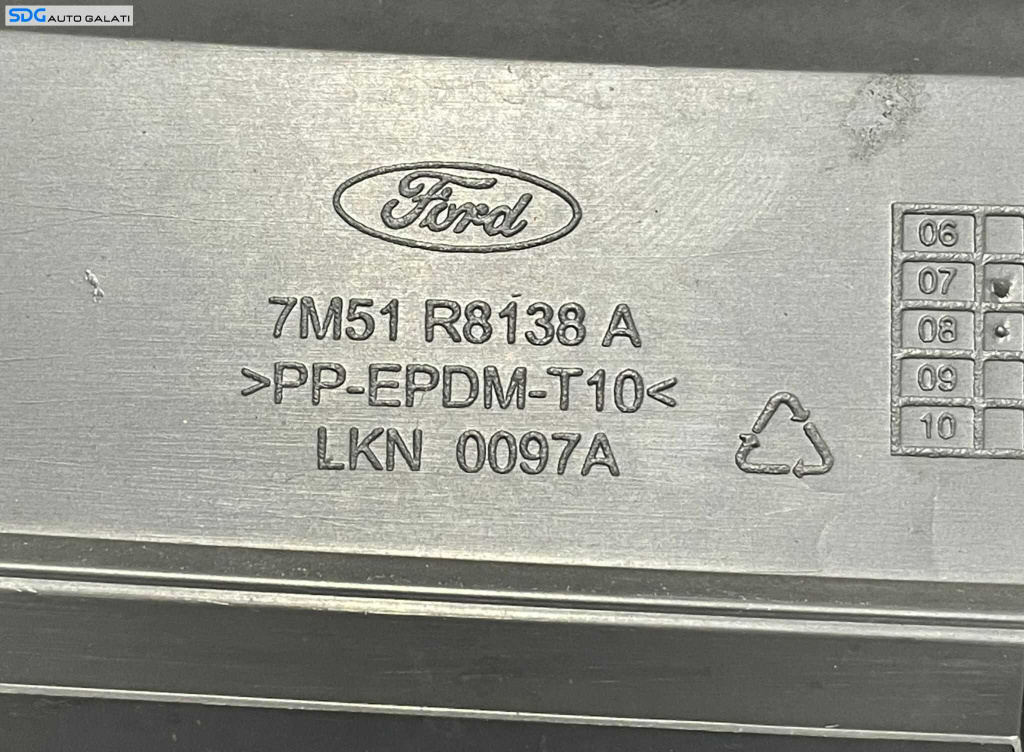 SDG AUTO GALATI
Ford
7M51 R8138 A
>PP-EPDM-T10<
LKN 0097A
06
07
08
09
10